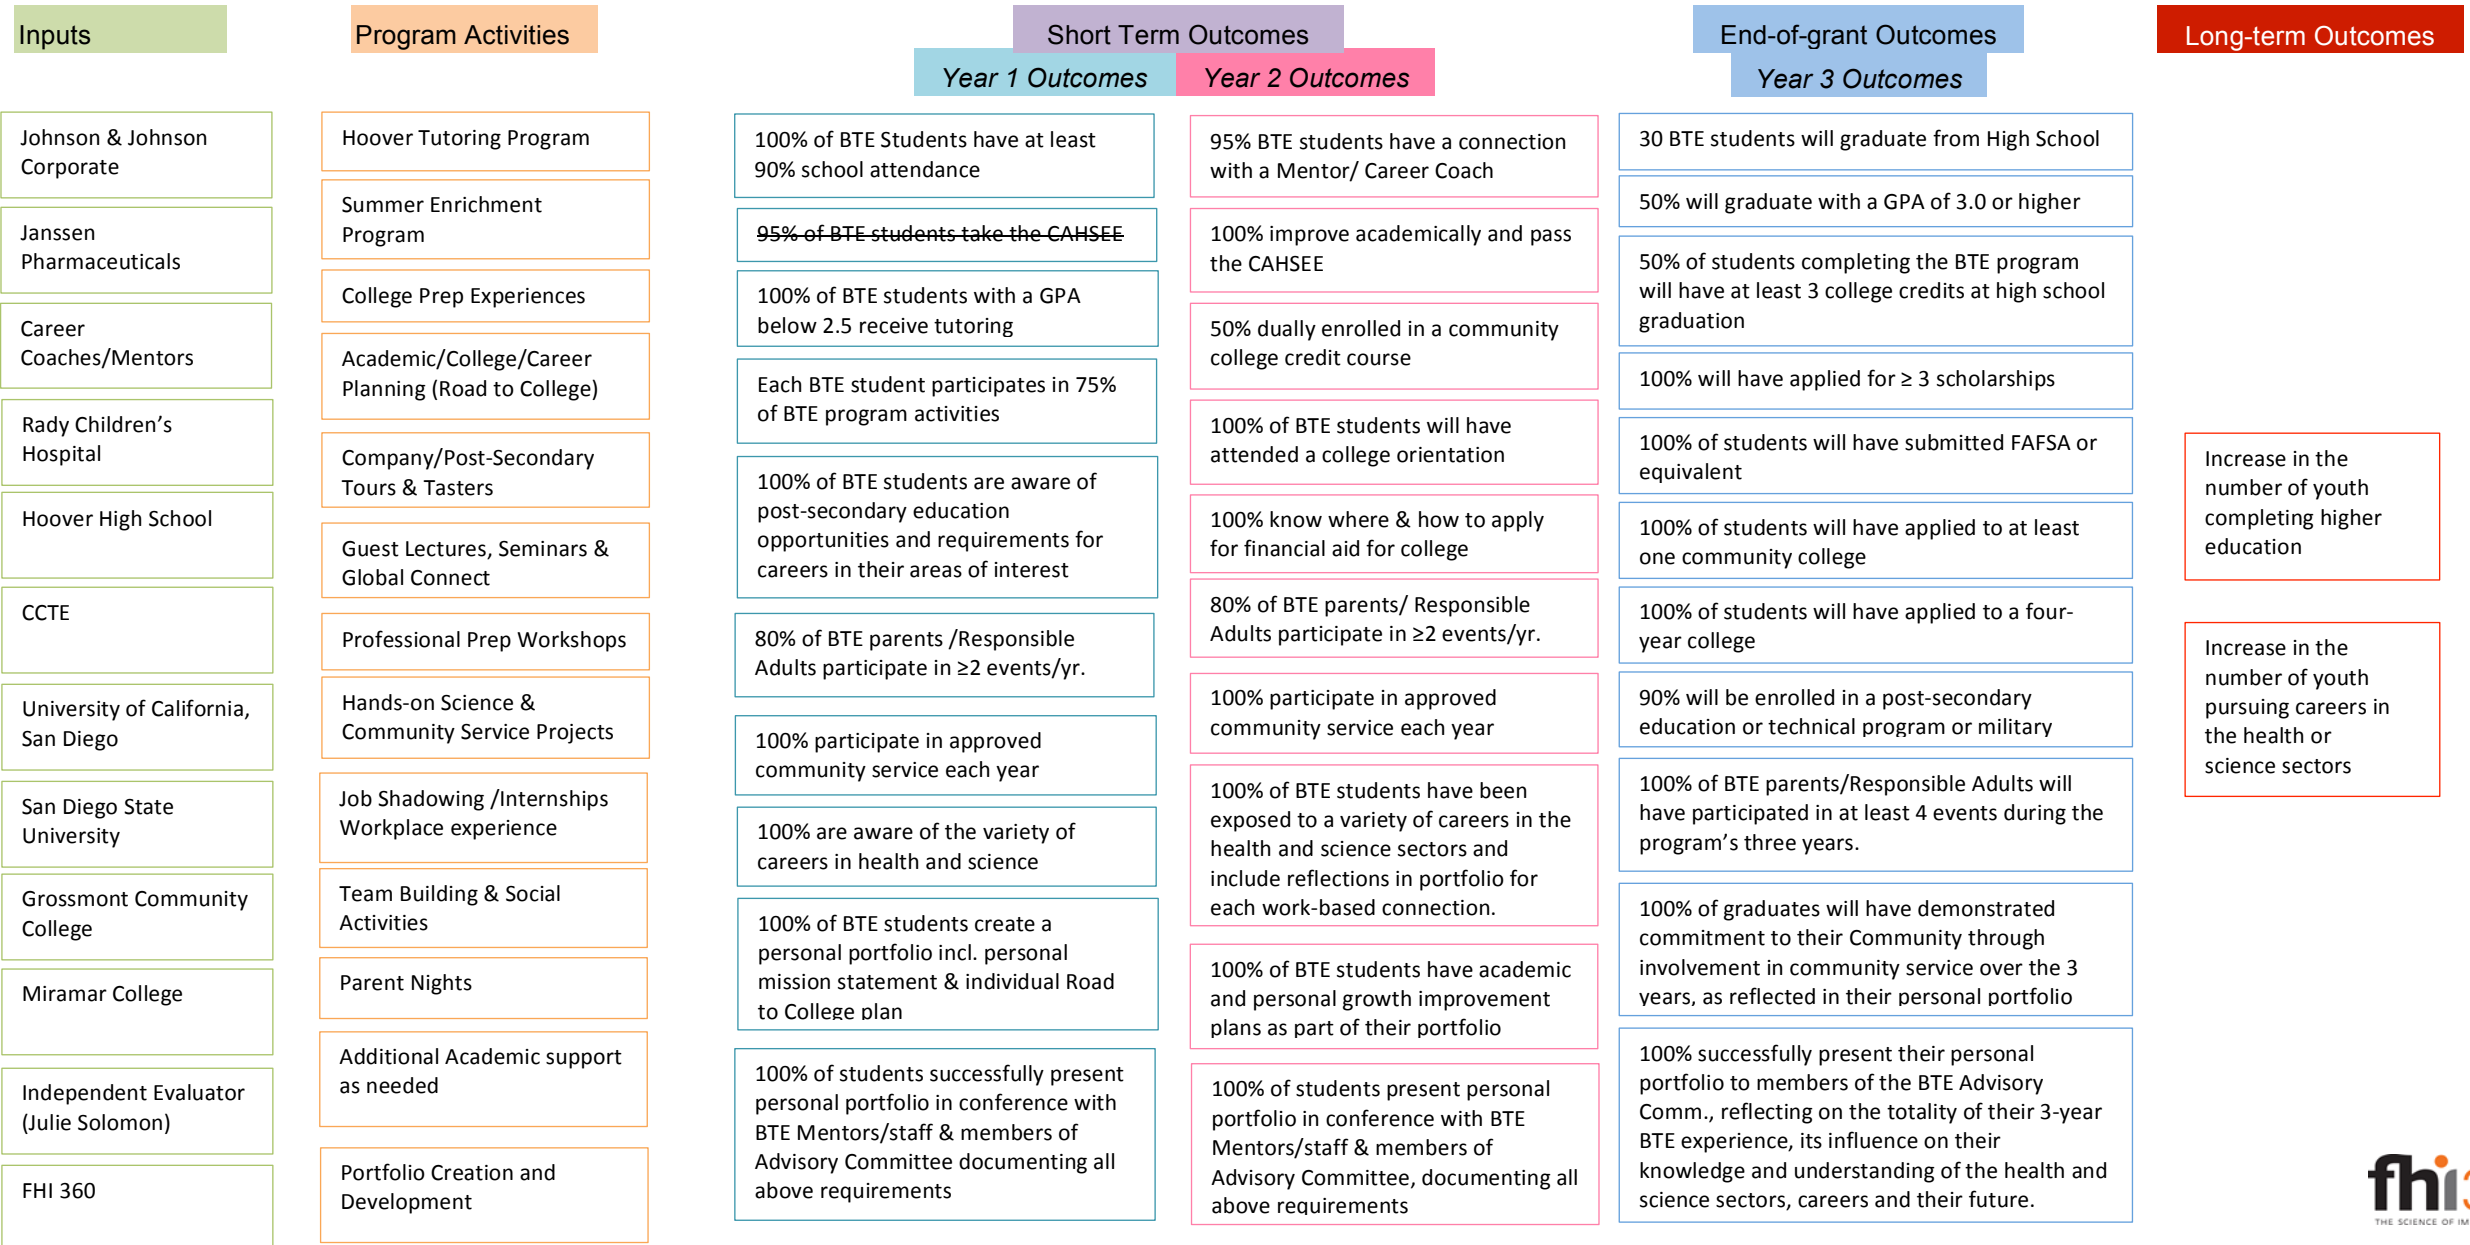 Inputs
Program Activities
Short Term Outcomes
End-of-grant Outcomes
Long-term Outcomes
Year 1 Outcomes
Year 2 Outcomes
Year 3 Outcomes
Johnson & Johnson
Corporate
Janssen
Pharmaceuticals
Career
Coaches/Mentors
Rady Children’s
Hospital
Hoover High School
CCTE
University of California,
San Diego
San Diego State
University
Grossmont Community
College
Miramar College
Independent Evaluator
(Julie Solomon)
FHI 360
Hoover Tutoring Program
Summer Enrichment
Program
College Prep Experiences
Academic/College/Career
Planning (Road to College)
Company/Post-Secondary
Tours & Tasters
Guest Lectures, Seminars &
Global Connect
Professional Prep Workshops
Hands-on Science &
Community Service Projects
Job Shadowing /Internships
Workplace experience
Team Building & Social
Activities
Parent Nights
Additional Academic support
as needed
Portfolio Creation and
Development
100% of BTE Students have at least
90% school attendance
95% of BTE students take the CAHSEE
100% of BTE students with a GPA
below 2.5 receive tutoring
Each BTE student participates in 75%
of BTE program activities
100% of BTE students are aware of
post-secondary education
opportunities and requirements for
careers in their areas of interest
80% of BTE parents /Responsible
Adults participate in ≥2 events/yr.
100% participate in approved
community service each year
100% are aware of the variety of
careers in health and science
100% of BTE students create a
personal portfolio incl. personal
mission statement & individual Road
to College plan
100% of students successfully present
personal portfolio in conference with
BTE Mentors/staff & members of
Advisory Committee documenting all
above requirements
95% BTE students have a connection
with a Mentor/ Career Coach
100% improve academically and pass
the CAHSEE
50% dually enrolled in a community
college credit course
100% of BTE students will have
attended a college orientation
100% know where & how to apply
for financial aid for college
80% of BTE parents/ Responsible
Adults participate in ≥2 events/yr.
100% participate in approved
community service each year
100% of BTE students have been
exposed to a variety of careers in the
health and science sectors and
include reflections in portfolio for
each work-based connection.
100% of BTE students have academic
and personal growth improvement
plans as part of their portfolio
100% of students present personal
portfolio in conference with BTE
Mentors/staff & members of
Advisory Committee, documenting all
above requirements
30 BTE students will graduate from High School
50% will graduate with a GPA of 3.0 or higher
50% of students completing the BTE program
will have at least 3 college credits at high school
graduation
100% will have applied for ≥ 3 scholarships
100% of students will have submitted FAFSA or
equivalent
100% of students will have applied to at least
one community college
100% of students will have applied to a four-
year college
90% will be enrolled in a post-secondary
education or technical program or military
100% of BTE parents/Responsible Adults will
have participated in at least 4 events during the
program’s three years.
100% of graduates will have demonstrated
commitment to their Community through
involvement in community service over the 3
years, as reflected in their personal portfolio
100% successfully present their personal
portfolio to members of the BTE Advisory
Comm., reflecting on the totality of their 3-year
BTE experience, its influence on their
knowledge and understanding of the health and
science sectors, careers and their future.
Increase in the
number of youth
completing higher
education
Increase in the
number of youth
pursuing careers in
the health or
science sectors
fhi
THE SCIENCE OF